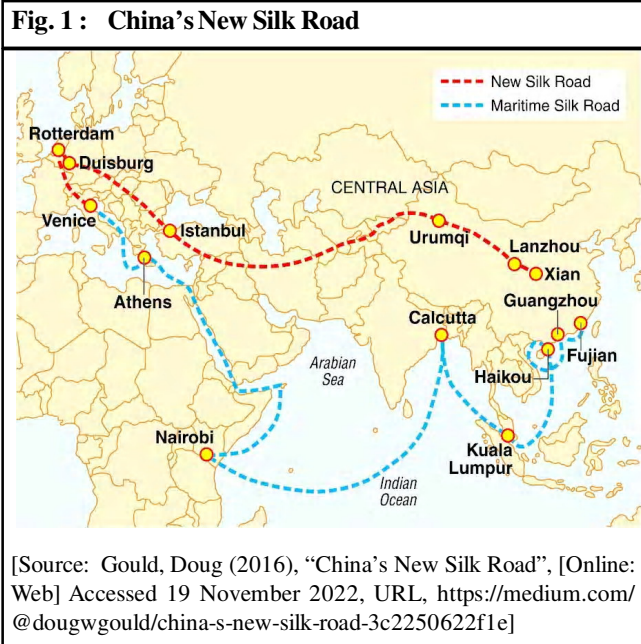 Fig. 1 : China's New Silk Road
New Silk Road
Maritime Silk Road
Rotterdam
Duisburg
CENTRAL ASIA
Venice
Istanbul
Urumqi
Lanzhou
Xian
Athens
Guangzhou
Calcutta
Arabian
Sea
Fujian
Haikou
Nairobi
Kuala
Lumpur
Indian
Ocean
[Source: Gould, Doug (2016), "China's New Silk Road", [Online:
Web] Accessed 19 November 2022, URL, https://medium.com/
@dougwgould/china-s-new-silk-road-3c2250622f1e]